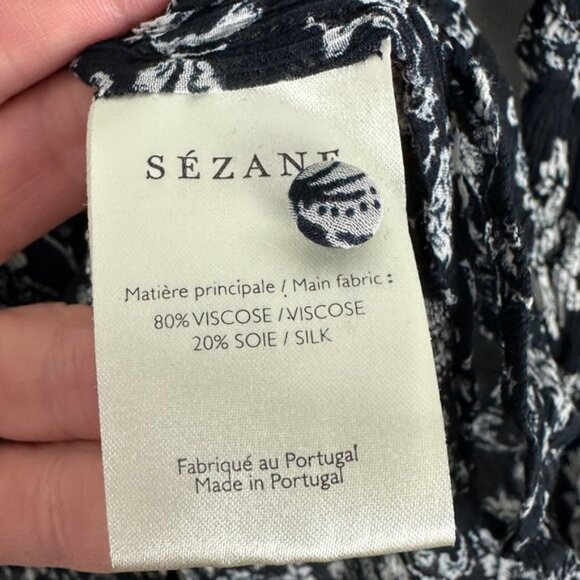 SÉZANE
Matière principale / Main fabric :
80% VISCOSE / VISCOSE
20% SOIE / SILK
Fabriqué au Portugal
Made in Portugal